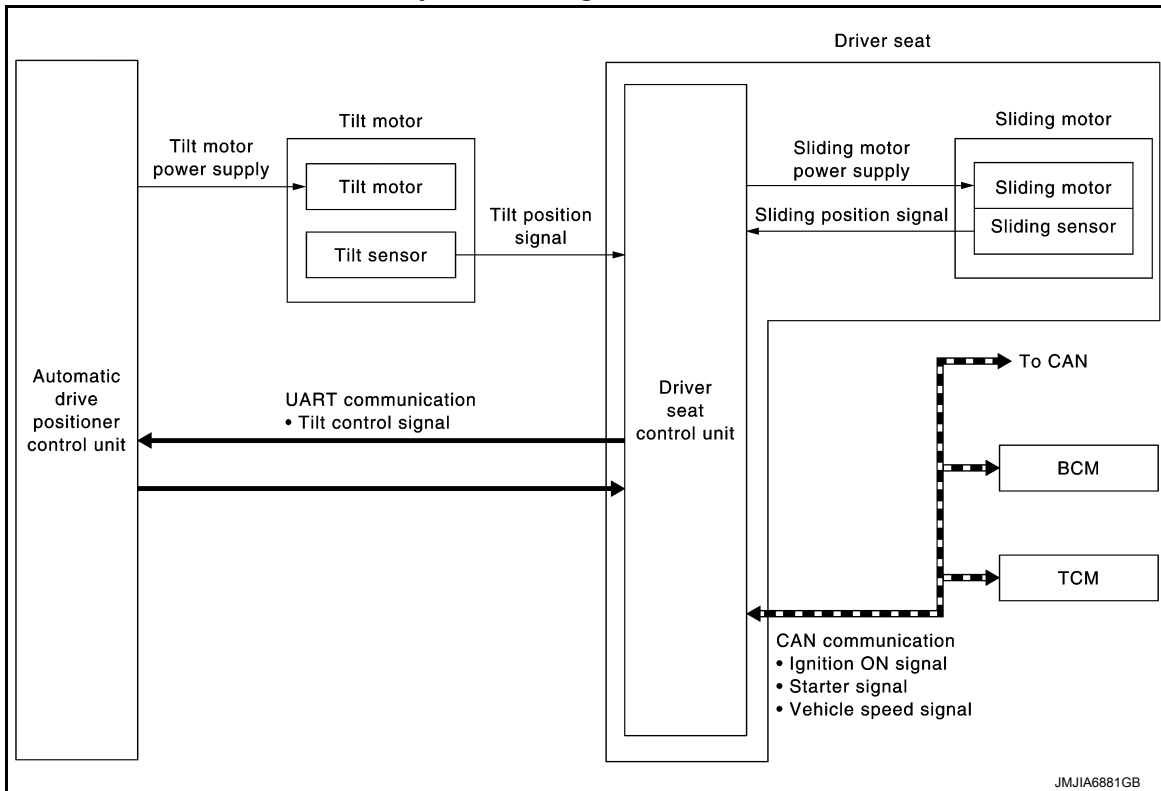 Driver seat
Tilt motor
Sliding motor
Tilt motor
power supply
Sliding motor
power supply
Tilt motor
Sliding motor
Tilt position
signal
Sliding position signal
Sliding sensor
Tilt sensor
To CAN
Automatic
drive
positioner
control unit
UART communication
• Tilt control signal
Driver
seat
control unit
BCM
TCM
CAN communication
• Ignition ON signal
• Starter signal
• Vehicle speed signal
JMJIA6881GB